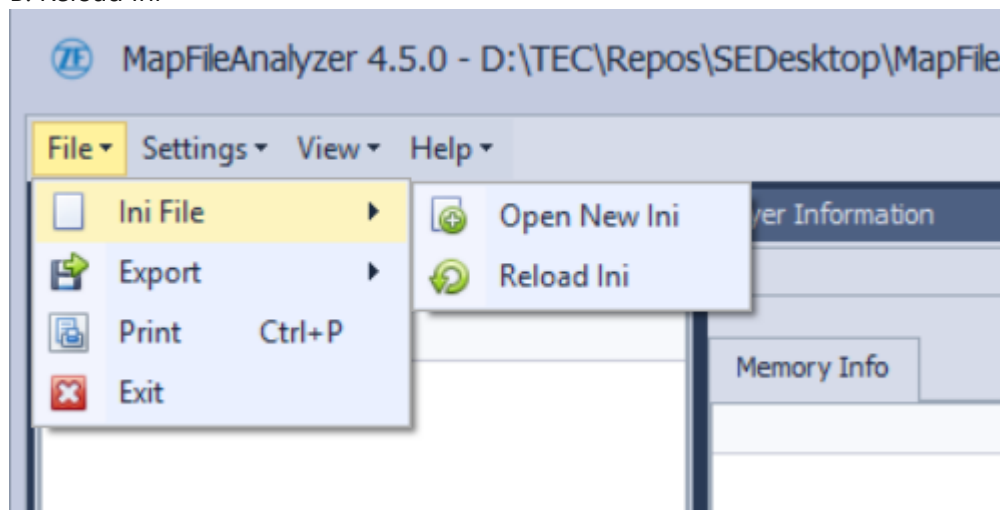 MapFileAnalyzer 4.5.0 - D:\TEC\Repos\SEDesktop\MapFile
File Settings View Help
Ini File
Open New Ini
yer Information
Export
Reload Ini
Print Ctrl+P
Memory Info
Exit